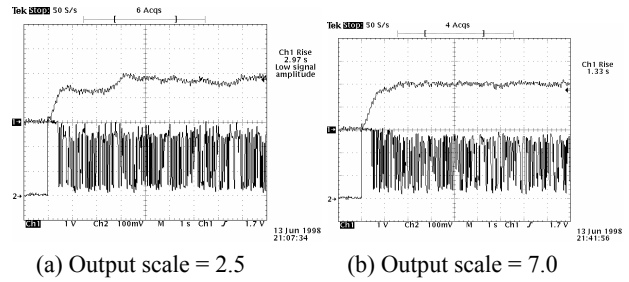 Tek Stop: 50 S/s 6 Acqs
Ch1 Rise
2.97 s
Low signal
amplitude
1→
2→
Ch1 1 V Ch2 100mV M 1 s Ch1 ∫ 1.7 V
13 Jun 1998
21:07:34
(a) Output scale = 2.5
Tek Stop: 50 S/s 4 Acqs
Ch1 Rise
1.33 s
1→
2→
Ch1 1 V Ch2 100mV M 1 s Ch1 ∫ 1.7 V
13 Jun 1998
21:41:56
(b) Output scale = 7.0